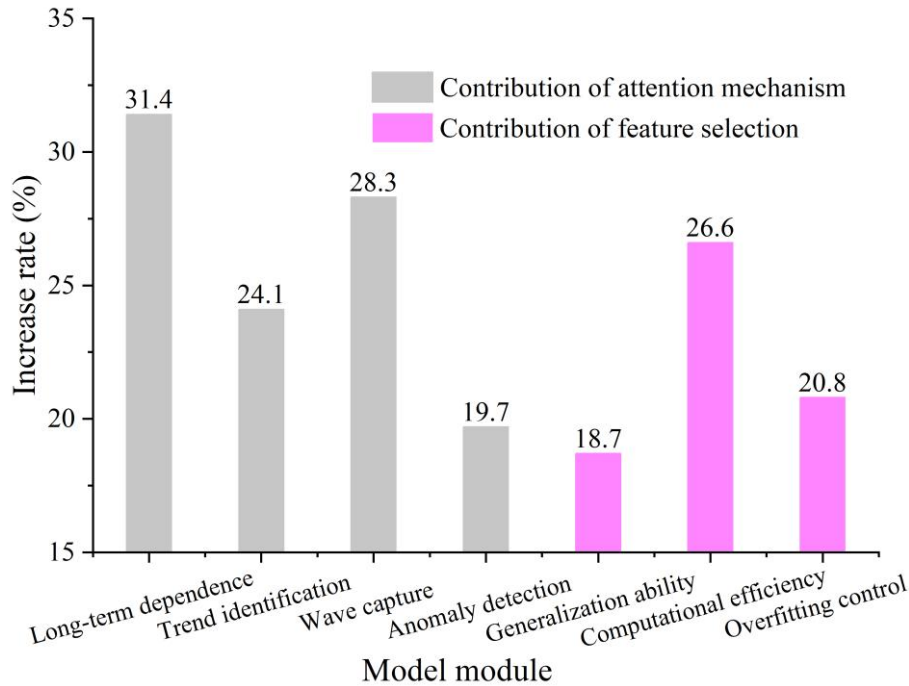 35
30
25
20
15
Increase rate (%)
Contribution of attention mechanism
Contribution of feature selection
31.4
24.1
28.3
19.7
18.7
26.6
20.8
Long-term dependence
Trend identification
Wave capture
Anomaly detection
Generalization ability
Computational efficiency
Overfitting control
Model module